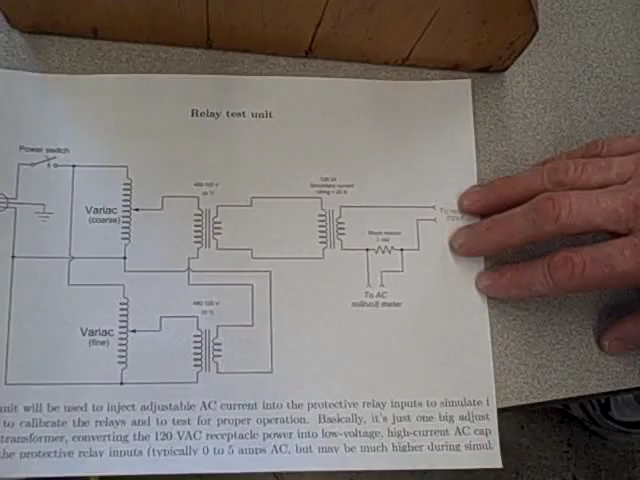 Relay test unit
Power switch
Variac
(coarse)
Secondary current
To AC
millivolt meter
Variac
(fine)
unit will be used to inject adjustable AC current into the protective relay inputs to simulate
to calibrate the relays and to test for proper operation. Basically, it's just one big adjust
transformer, converting the 120 VAC receptacle power into low-voltage, high-current AC cap
the protective relay inputs (typically 0 to 5 amps AC, but may be much higher during simul